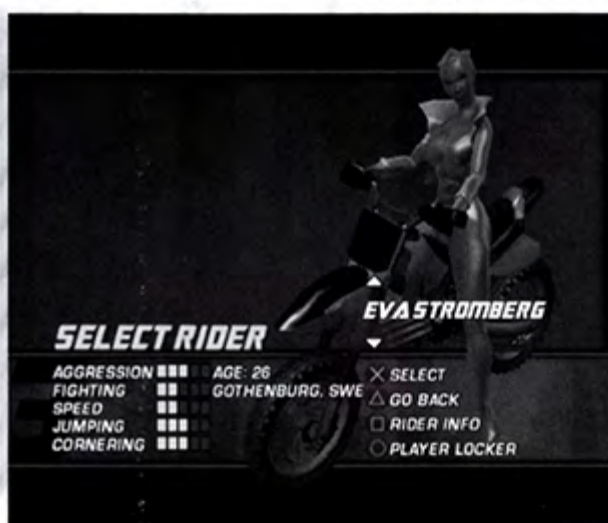 EVA STROMBERG
SELECT RIDER
AGGRESSION
FIGHTING
SPEED
JUMPING
CORNERING
AGE: 26
GOTHENBURG, SWE
SELECT
GO BACK
RIDER INFO
PLAYER LOCKER